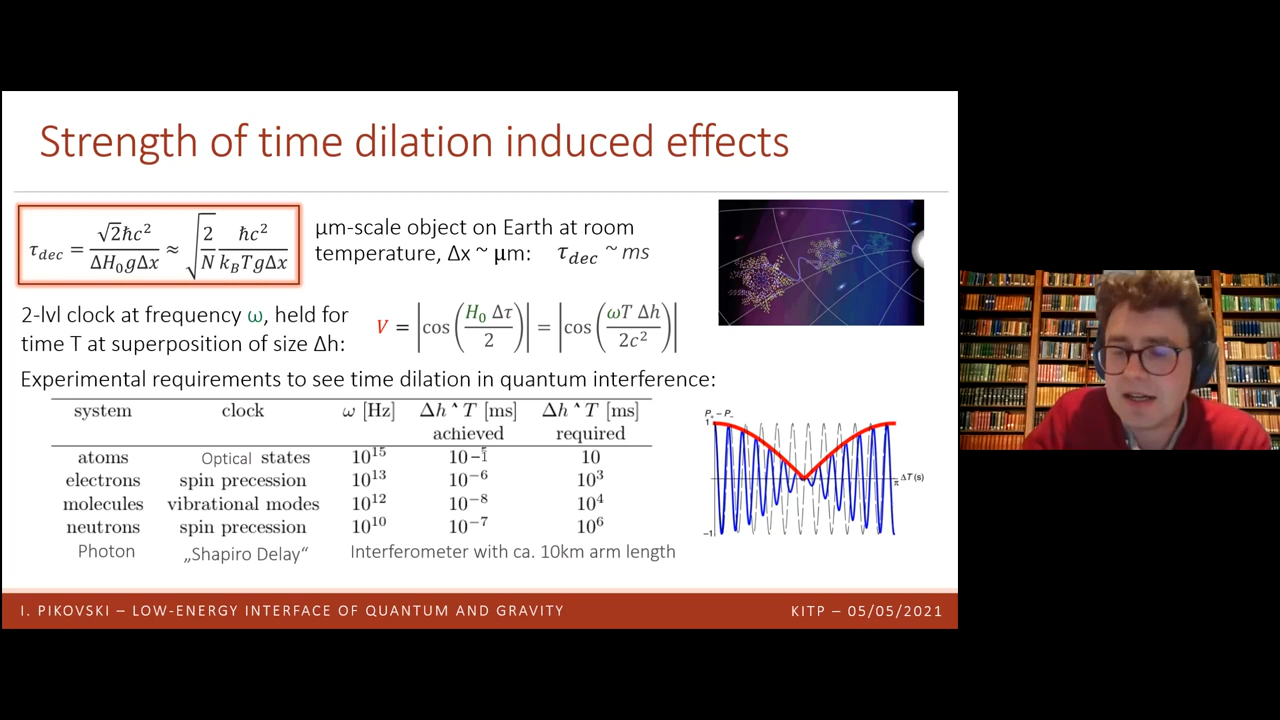 Strength of time dilation induced effects
τ_dec = √2ħc² / ΔH₀gΔx ≈ √(2/N) ħc² / k_BTgΔx
μm-scale object on Earth at room
temperature, Δx ~ μm: τ_dec ~ ms
2-lvl clock at frequency ω, held for
time T at superposition of size Δh:
V = |cos(H₀ Δτ / 2)| = |cos(ωT Δh / 2c²)|
Experimental requirements to see time dilation in quantum interference:
system clock ω [Hz] Δh * T [ms] Δh * T [ms]
achieved required
atoms Optical states 10¹⁵ 10 10
electrons spin precession 10¹³ 10⁻⁶ 10³
molecules vibrational modes 10¹² 10⁻⁸ 10⁴
neutrons spin precession 10¹⁰ 10⁻⁷ 10⁶
Photon „Shapiro Delay“ Interferometer with ca. 10km arm length
P₊ − P₋
1
ΔT(s)
−1
I. PIKOVSKI – LOW-ENERGY INTERFACE OF QUANTUM AND GRAVITY
KITP – 05/05/2021